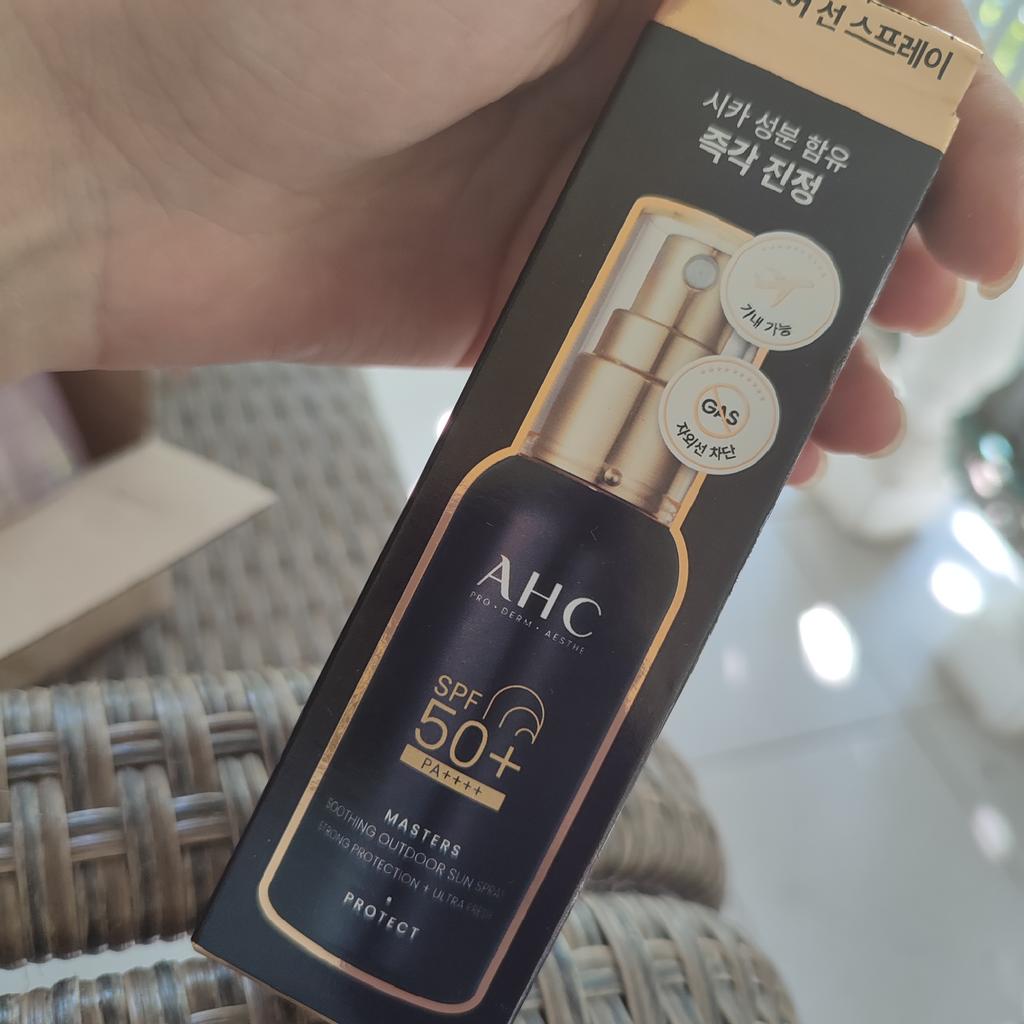 선 스프레이
시카 성분 함유
즉각 진정
기내 가능
GAS
자외선 차단
AHC
PRO · DERM · AESTHE
SPF
50+
PA++++
MASTERS
SOOTHING OUTDOOR SUN SPRAY
STRONG PROTECTION + ULTRA FRESH
PROTECT